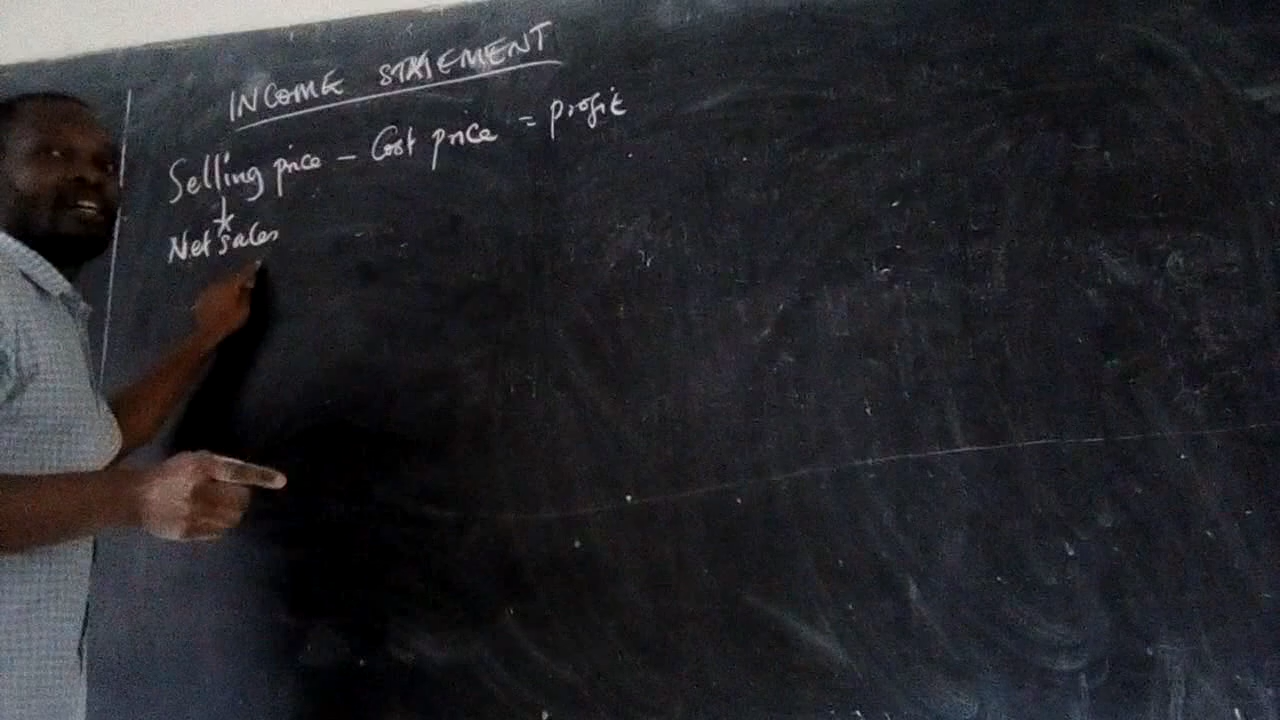 INCOME STATEMENT
Selling price - Cost price = profit
Net sales